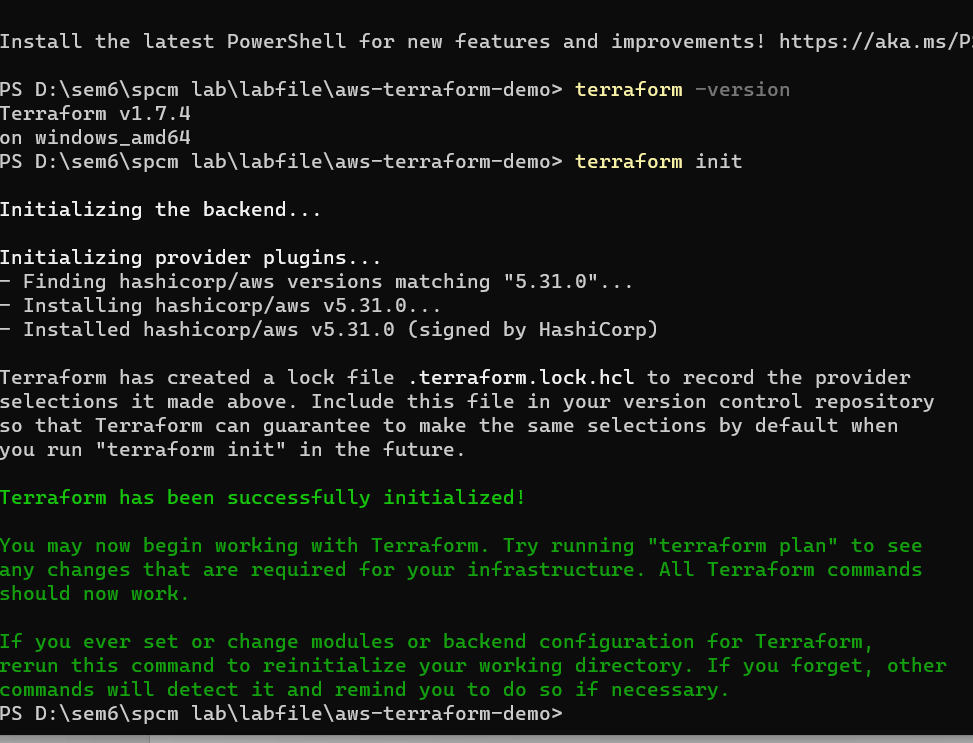 Install the latest PowerShell for new features and improvements! https://aka.ms/PS
PS D:\sem6\spcm lab\labfile\aws-terraform-demo> terraform -version
Terraform v1.7.4
on windows_amd64
PS D:\sem6\spcm lab\labfile\aws-terraform-demo> terraform init
Initializing the backend...
Initializing provider plugins...
- Finding hashicorp/aws versions matching "5.31.0"...
- Installing hashicorp/aws v5.31.0...
- Installed hashicorp/aws v5.31.0 (signed by HashiCorp)
Terraform has created a lock file .terraform.lock.hcl to record the provider
selections it made above. Include this file in your version control repository
so that Terraform can guarantee to make the same selections by default when
you run "terraform init" in the future.
Terraform has been successfully initialized!
You may now begin working with Terraform. Try running "terraform plan" to see
any changes that are required for your infrastructure. All Terraform commands
should now work.
If you ever set or change modules or backend configuration for Terraform,
rerun this command to reinitialize your working directory. If you forget, other
commands will detect it and remind you to do so if necessary.
PS D:\sem6\spcm lab\labfile\aws-terraform-demo>